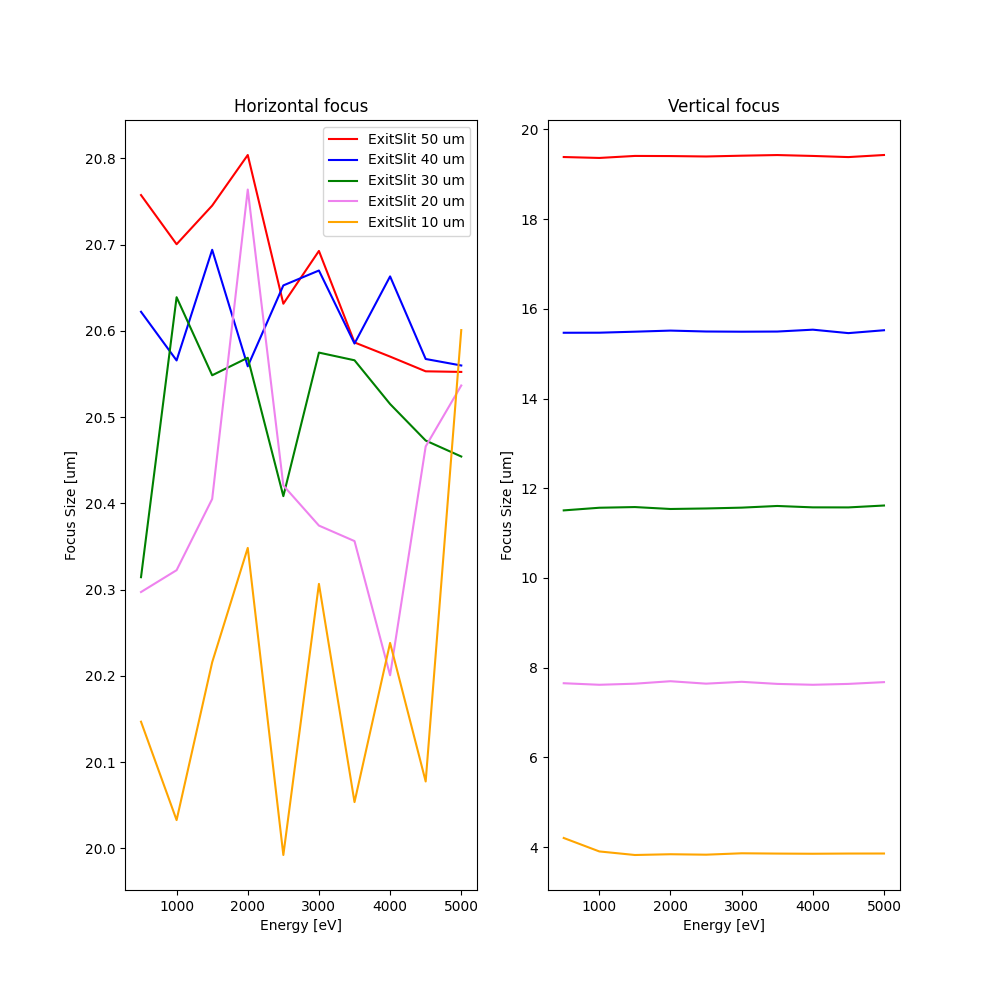 Horizontal focus
ExitSlit 50 um
ExitSlit 40 um
ExitSlit 30 um
ExitSlit 20 um
ExitSlit 10 um
20.8
20.7
20.6
20.5
20.4
20.3
20.2
20.1
20.0
Focus Size [um]
1000 2000 3000 4000 5000
Energy [eV]
Vertical focus
20
18
16
14
12
10
8
6
4
Focus Size [um]
1000 2000 3000 4000 5000
Energy [eV]